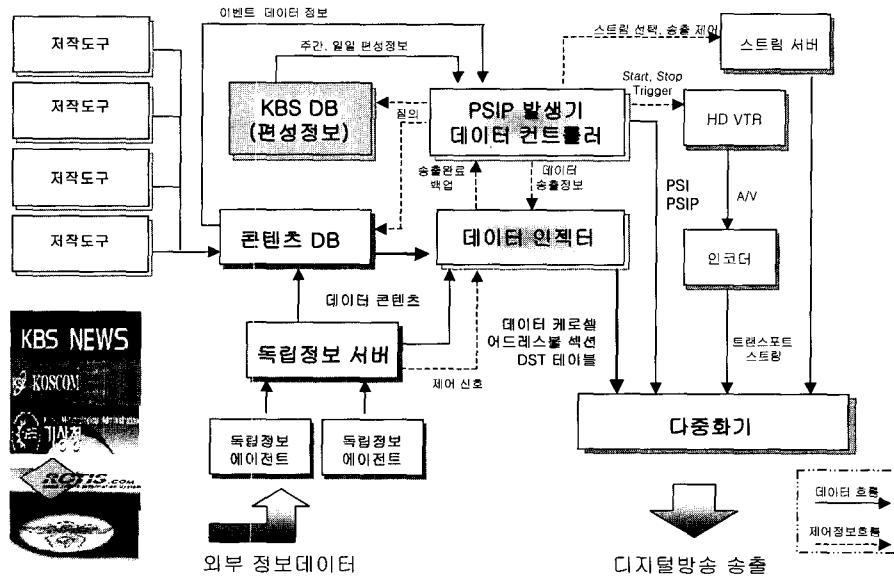 이벤트 데이터 정보
저작도구
주간, 일일 편성정보
스트림 선택, 송출 제어
스트림 서버
저작도구
KBS DB
(편성정보)
질의
PSIP 발생기
데이터 컨트롤러
Start, Stop
Trigger
HD VTR
저작도구
송출완료
백업
데이터
송출정보
PSI
PSIP
A/V
저작도구
콘텐츠 DB
데이터 인젝터
인코더
데이터 콘텐츠
KBS NEWS
KOSCOM
기상청
ROTIS.COM
독립정보 서버
제어 신호
데이터 케로셀
어드레스블 섹션
DST 테이블
트랜스포트
스트림
다중화기
독립정보
에이전트
독립정보
에이전트
데이터 흐름
제어정보흐름
외부 정보데이터
디지털방송 송출